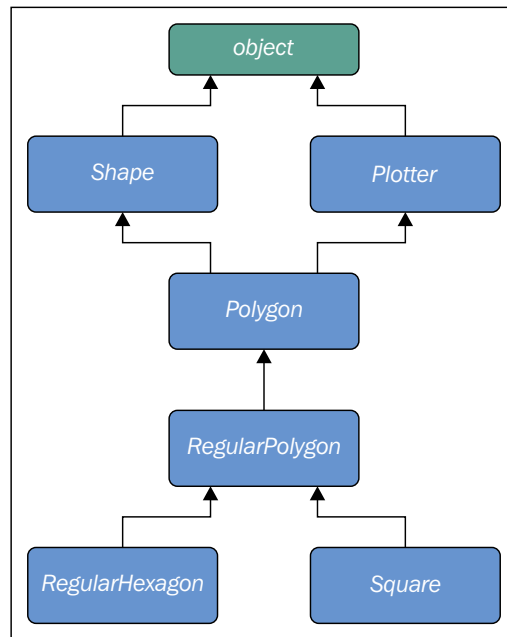 object
Shape
Plotter
Polygon
RegularPolygon
RegularHexagon
Square